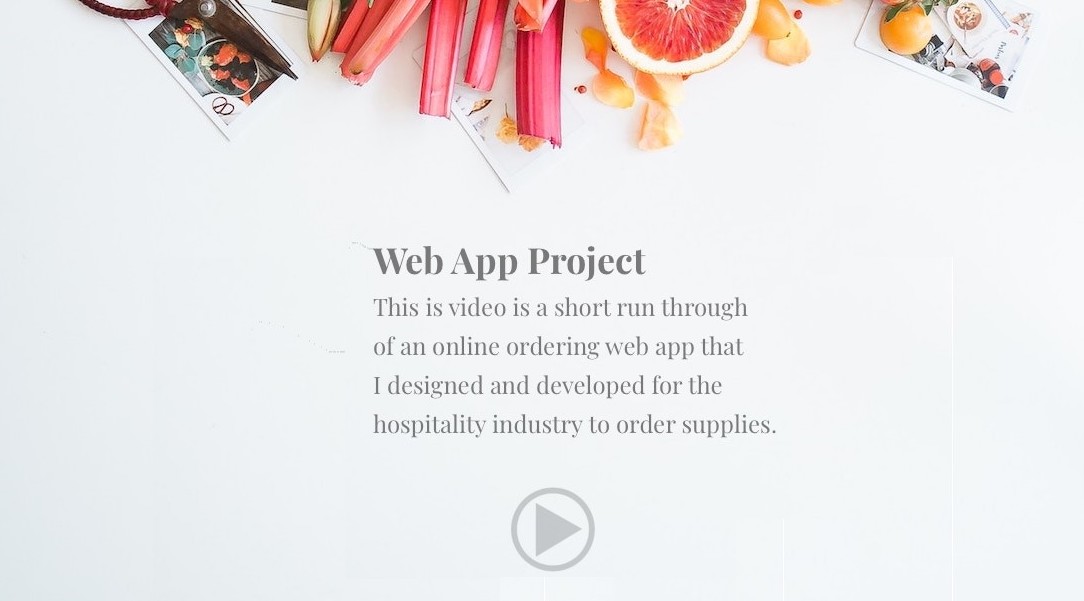 Web App Project
This is video is a short run through
of an online ordering web app that
I designed and developed for the
hospitality industry to order supplies.